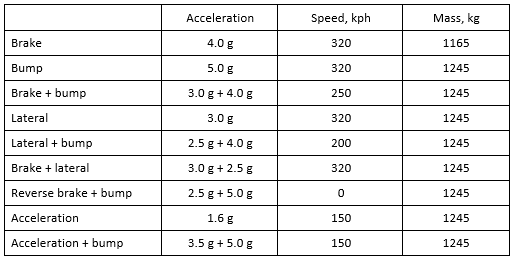 Acceleration Speed, kph Mass, kg
Brake 4.0 g 320 1165
Bump 5.0 g 320 1245
Brake + bump 3.0 g + 4.0 g 250 1245
Lateral 3.0 g 320 1245
Lateral + bump 2.5 g + 4.0 g 200 1245
Brake + lateral 3.0 g + 2.5 g 320 1245
Reverse brake + bump 2.5 g + 5.0 g 0 1245
Acceleration 1.6 g 150 1245
Acceleration + bump 3.5 g + 5.0 g 150 1245